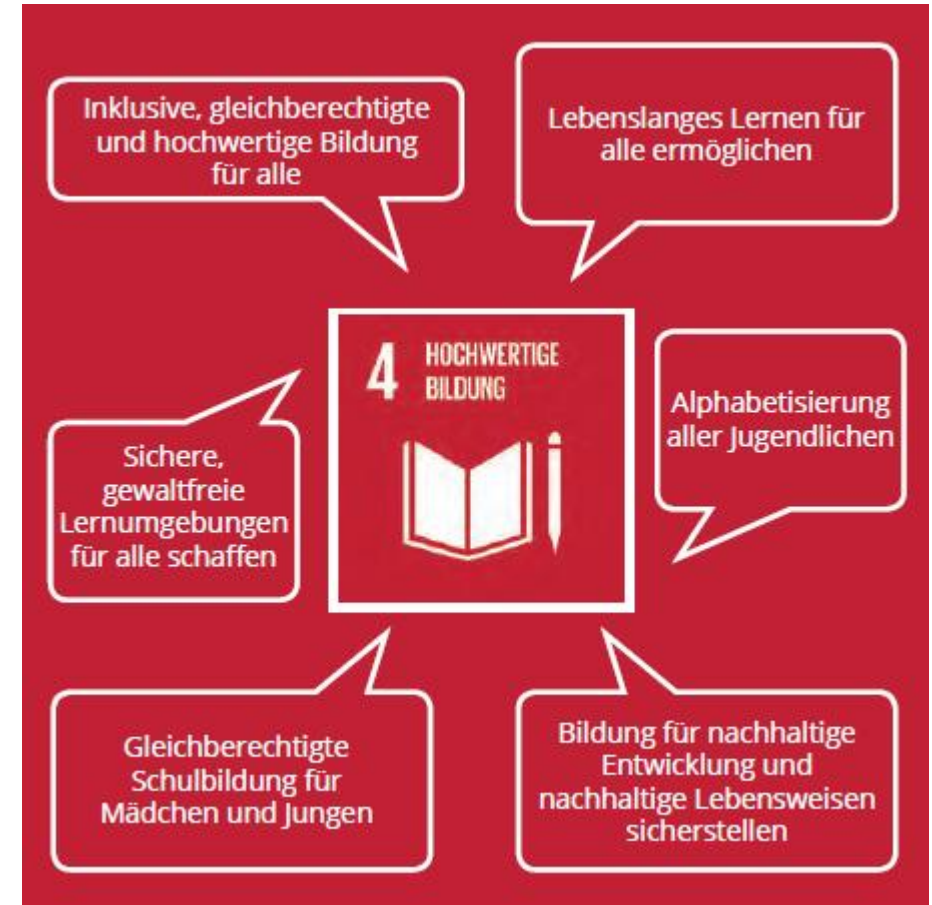 Inklusive, gleichberechtigte
und hochwertige Bildung
für alle
Lebenslanges Lernen für
alle ermöglichen
4 HOCHWERTIGE
BILDUNG
Alphabetisierung
aller Jugendlichen
Sichere,
gewaltfreie
Lernumgebungen
für alle schaffen
Gleichberechtigte
Schulbildung für
Mädchen und Jungen
Bildung für nachhaltige
Entwicklung und
nachhaltige Lebensweisen
sicherstellen